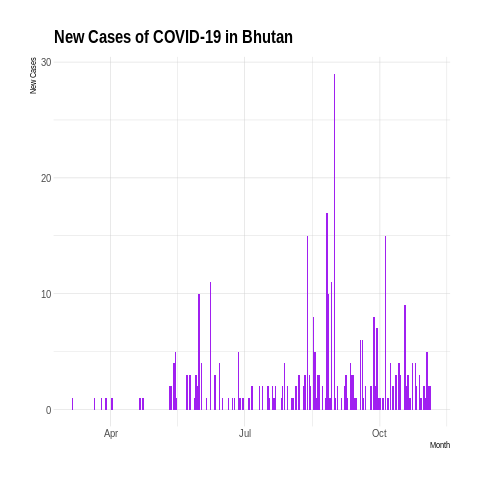 New Cases of COVID-19 in Bhutan
New Cases
30
20
10
0
Apr Jul Oct
Month